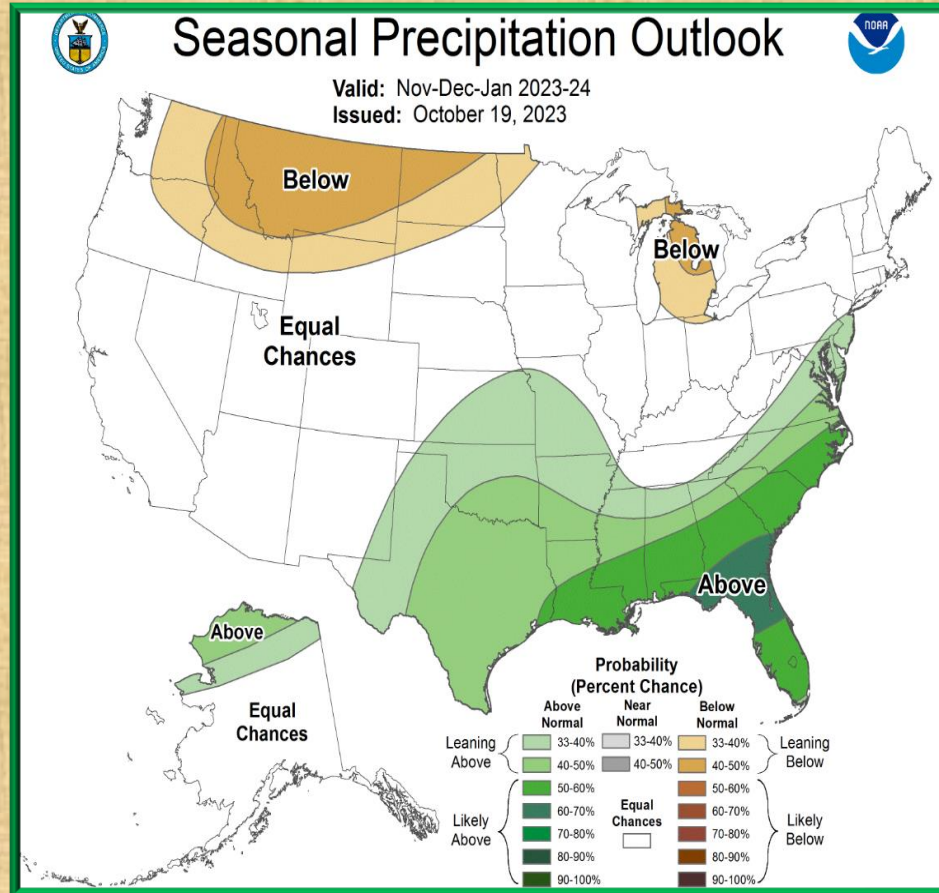 NOAA
Seasonal Precipitation Outlook
Valid: Nov-Dec-Jan 2023-24
Issued: October 19, 2023
Below
Below
Equal
Chances
Above
Above
Equal
Chances
Probability
(Percent Chance)
Above
Normal
Near
Normal
Below
Normal
Leaning
Above
33-40%
33-40%
33-40%
Leaning
Below
40-50%
40-50%
40-50%
Likely
Above
50-60%
60-70%
70-80%
80-90%
90-100%
Equal
Chances
50-60%
60-70%
70-80%
80-90%
90-100%
Likely
Below